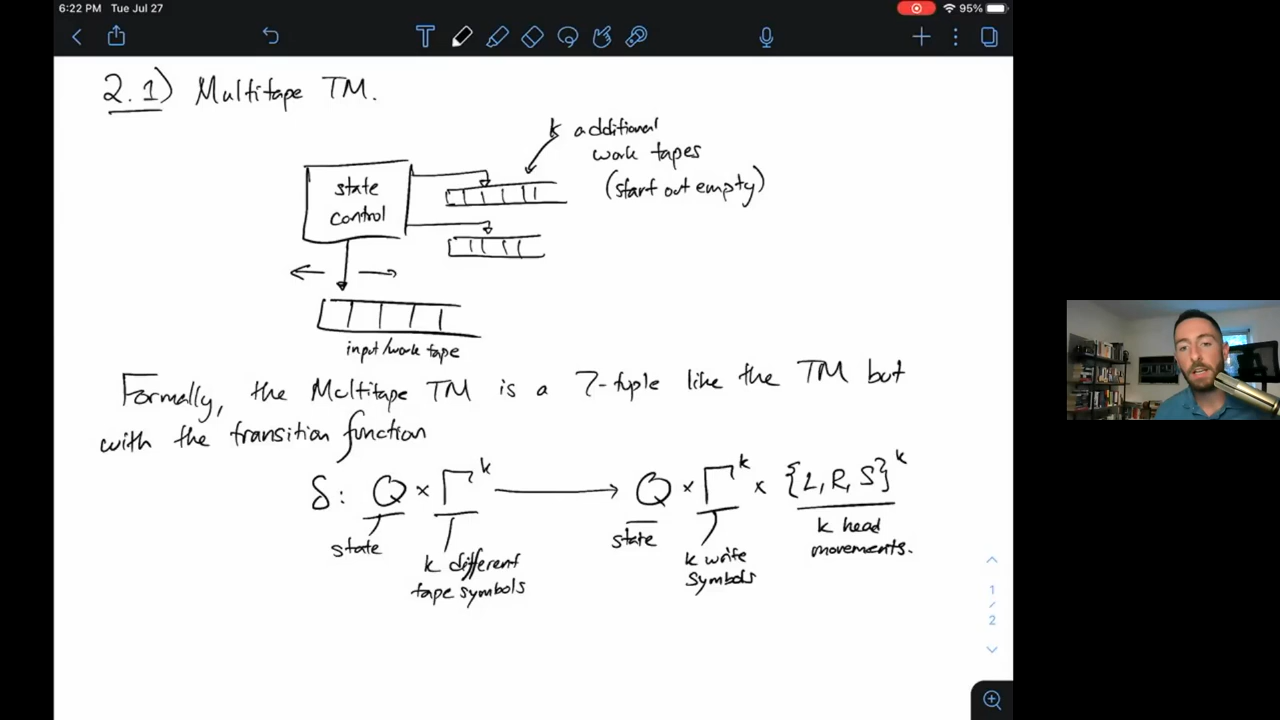 6:22 PM Tue Jul 27
95%
2.1) Multitape TM.
k additional
work tapes
(start out empty)
state
control
input/work tape
Formally, the Multitape TM is a 7-tuple like the TM but
with the transition function
δ: Q × Γ^k → Q × Γ^k × {L, R, S}^k
state
k different
tape symbols
state
k write
symbols
k head
movements.
1
/
2